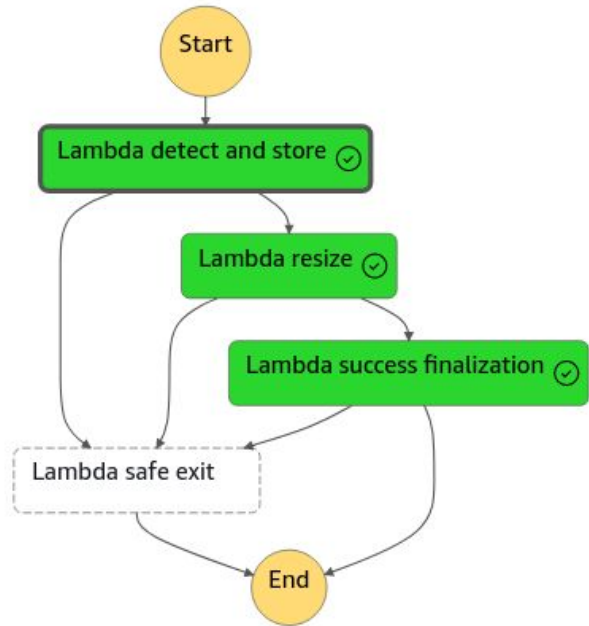 Start
Lambda detect and store
Lambda resize
Lambda success finalization
Lambda safe exit
End